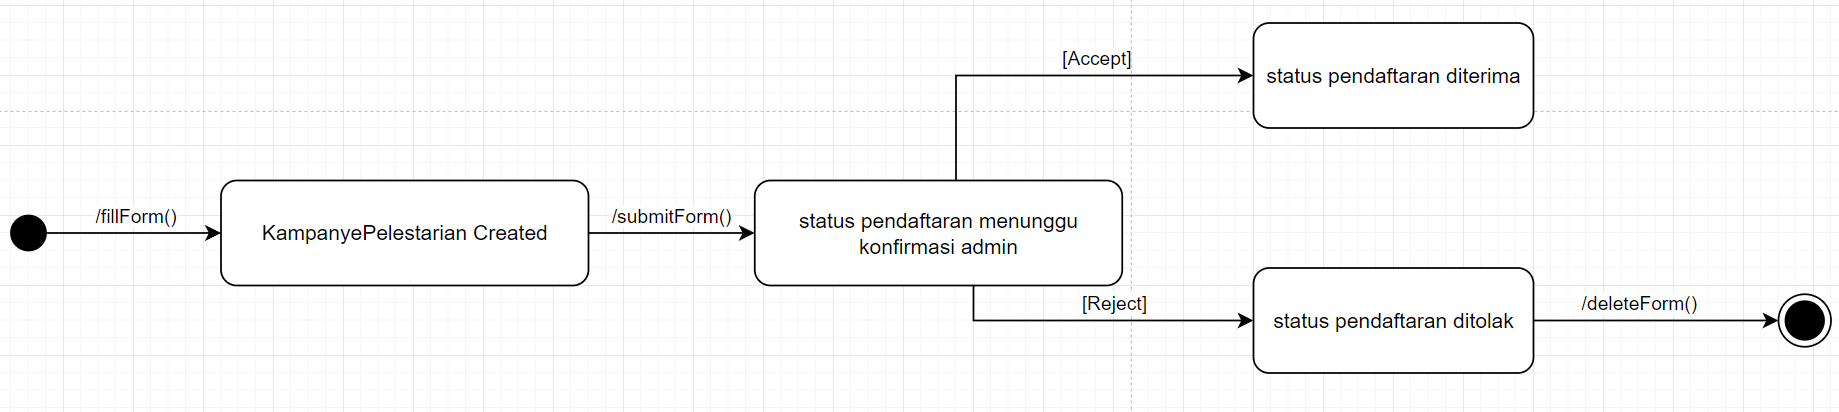 /fillForm()
KampanyePelestarian Created
/submitForm()
status pendaftaran menunggu
konfirmasi admin
[Accept]
status pendaftaran diterima
[Reject]
status pendaftaran ditolak
/deleteForm()